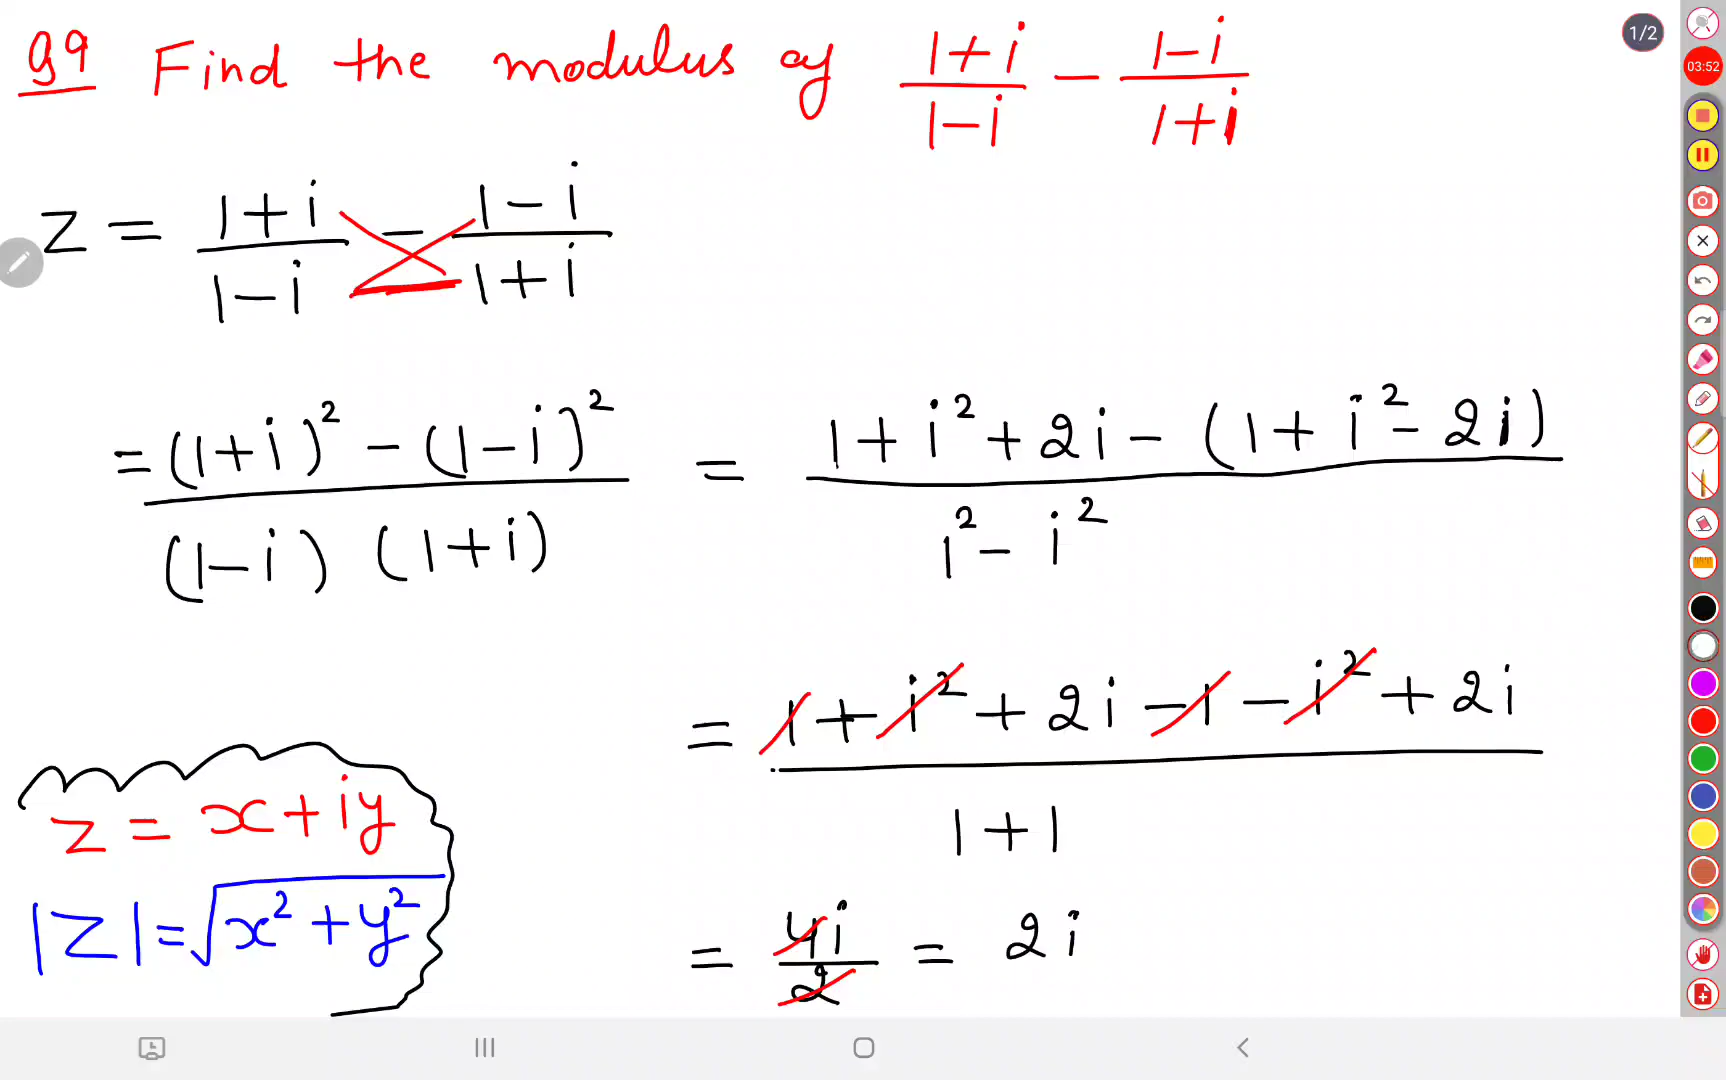 Q9 Find the modulus of (1+i)/(1-i) - (1-i)/(1+i)
z = (1+i)/(1-i) - (1-i)/(1+i)
= ((1+i)² - (1-i)²)/((1-i) (1+i)) = (1+i²+2i-(1+i²-2i))/(1²-i²)
= (1+i²+2i-1-i²+2i)/(1+1)
z = x+iy
|z| = √(x²+y²)
= 4i/2 = 2i
1/2
03:52